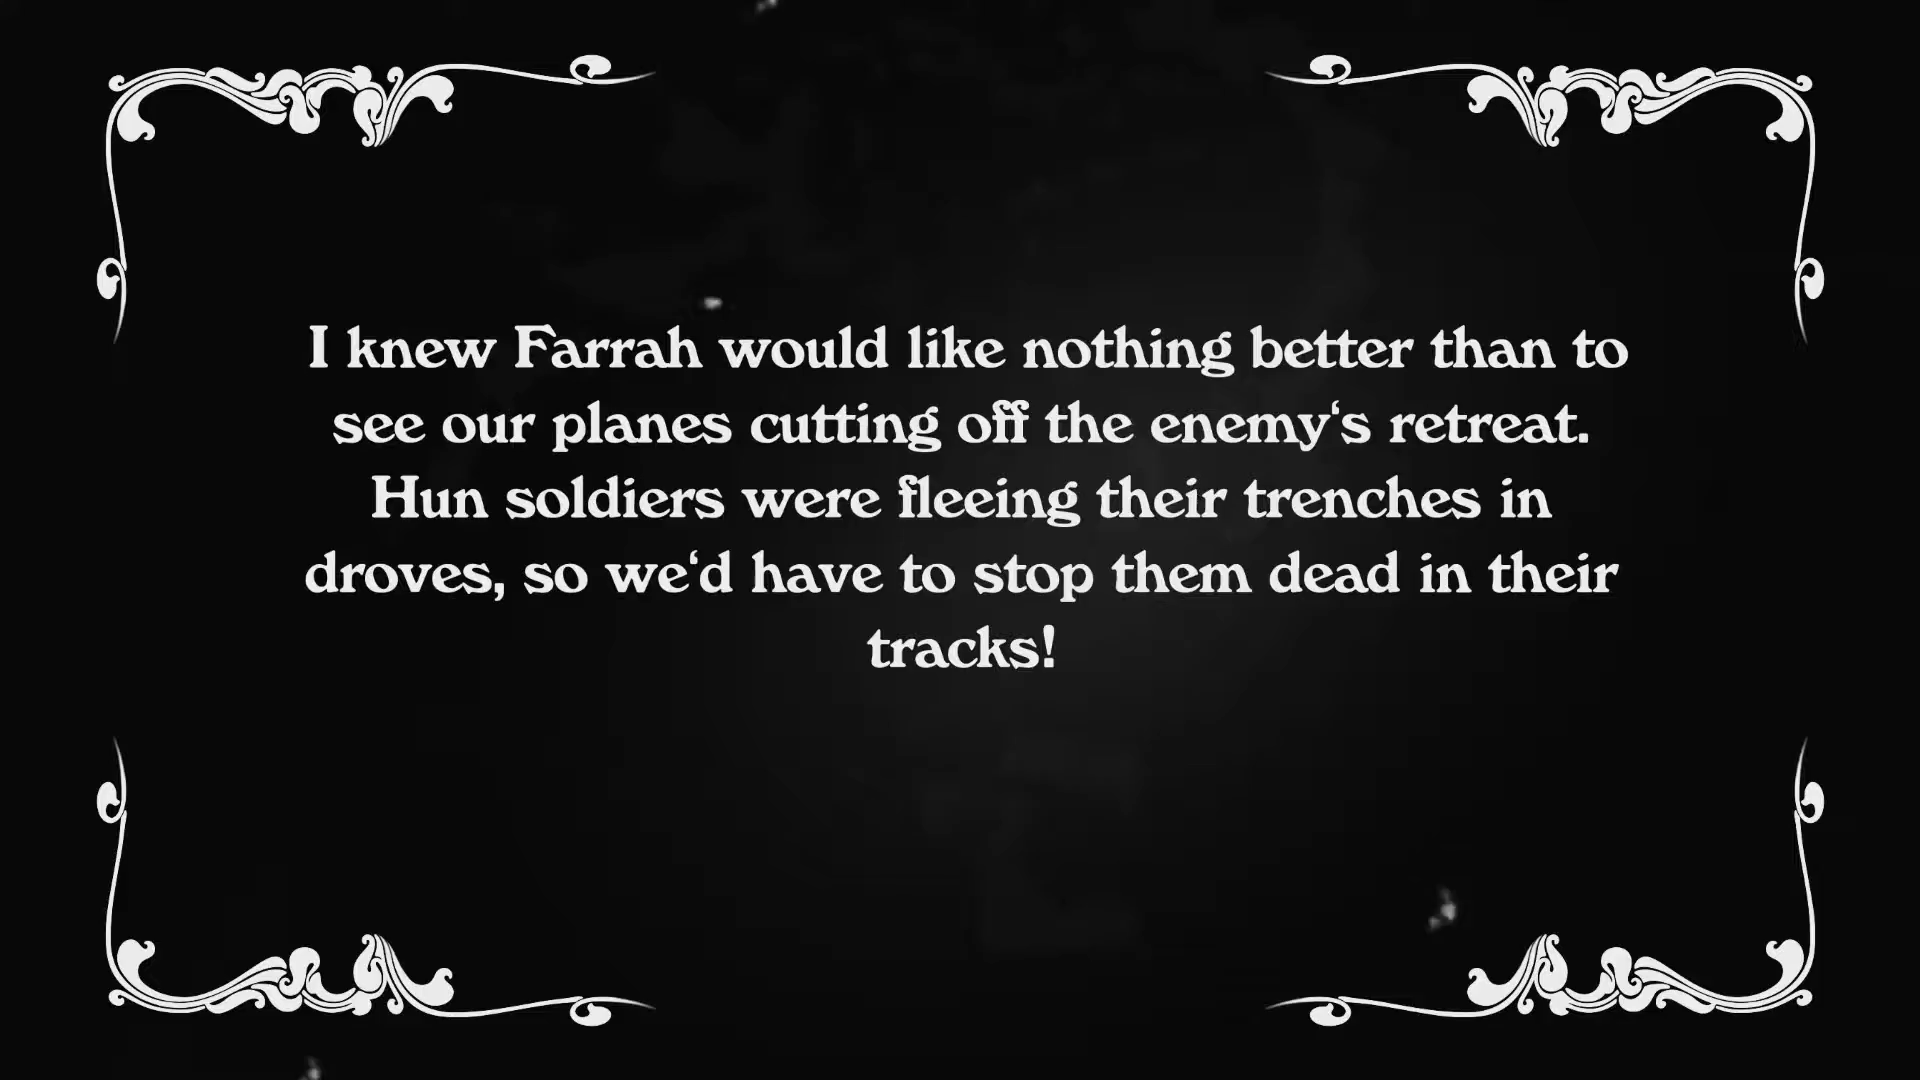 I knew Farrah would like nothing better than to
see our planes cutting off the enemy‘s retreat.
Hun soldiers were fleeing their trenches in
droves, so we‘d have to stop them dead in their
tracks!